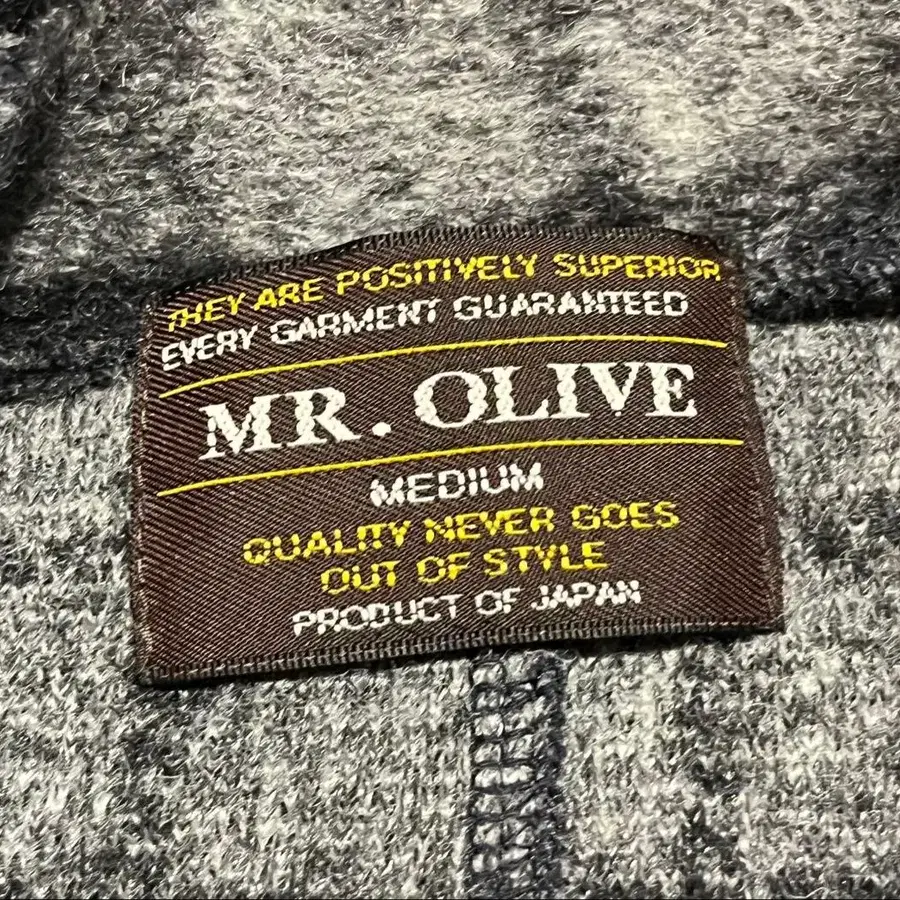 THEY ARE POSITIVELY SUPERIOR
EVERY GARMENT GUARANTEED
MR. OLIVE
MEDIUM
QUALITY NEVER GOES
OUT OF STYLE
PRODUCT OF JAPAN